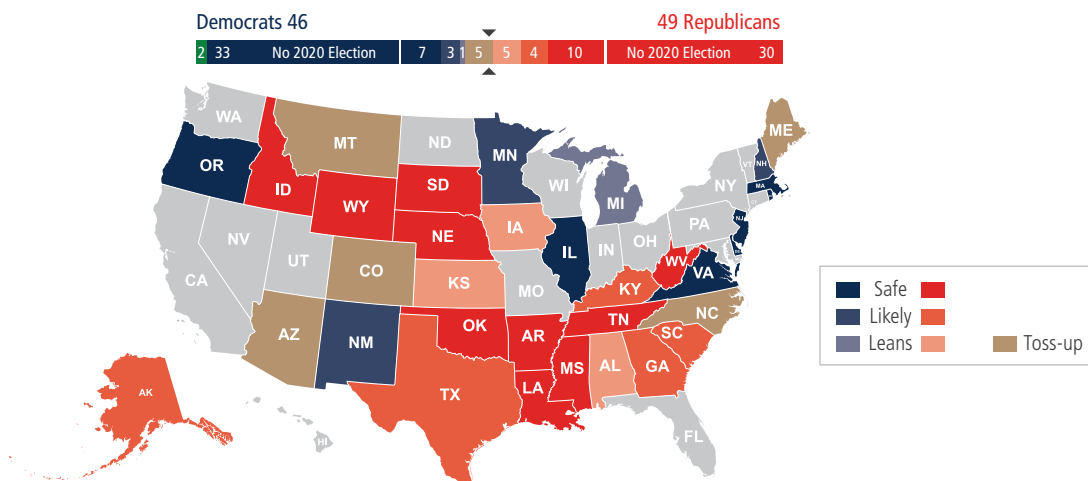 Democrats 46 49 Republicans
2 33 No 2020 Election 7 3 1 5 5 4 10 No 2020 Election 30
WA
MT
ND
MN
ME
OR
ID
SD
WI
MI
NY
VT
NH
MA
CT
WY
NE
IA
PA
NJ
NV
UT
CO
IL
IN
OH
CA
KS
MO
KY
WV
VA
AZ
NM
OK
AR
TN
NC
SC
TX
LA
MS
AL
GA
FL
AK
HI
Safe
Likely
Leans Toss-up